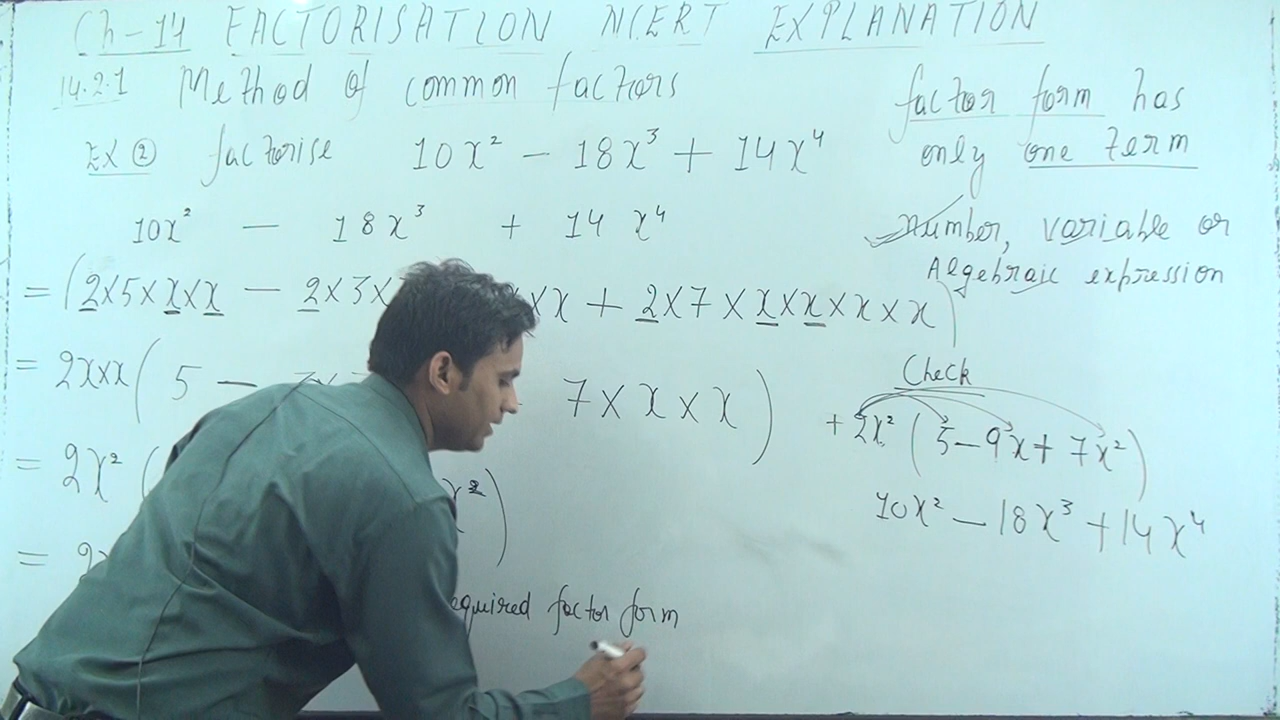 Ch-14 FACTORISATION NCERT EXPLANATION
14.2.1 Method of common factors
Ex ② factorise 10x² - 18x³ + 14x⁴
10x² - 18x³ + 14x⁴
= (2×5×x×x - 2×3× ×x + 2×7×x×x×x×x)
= 2x×x(5 - 7×x×x)
= 2x² ( x²)
= 2x
required factor form
factor form has
only one term
Number, variable or
Algebraic expression
Check
+2x²(5-9x+7x²)
10x² - 18x³ + 14x⁴